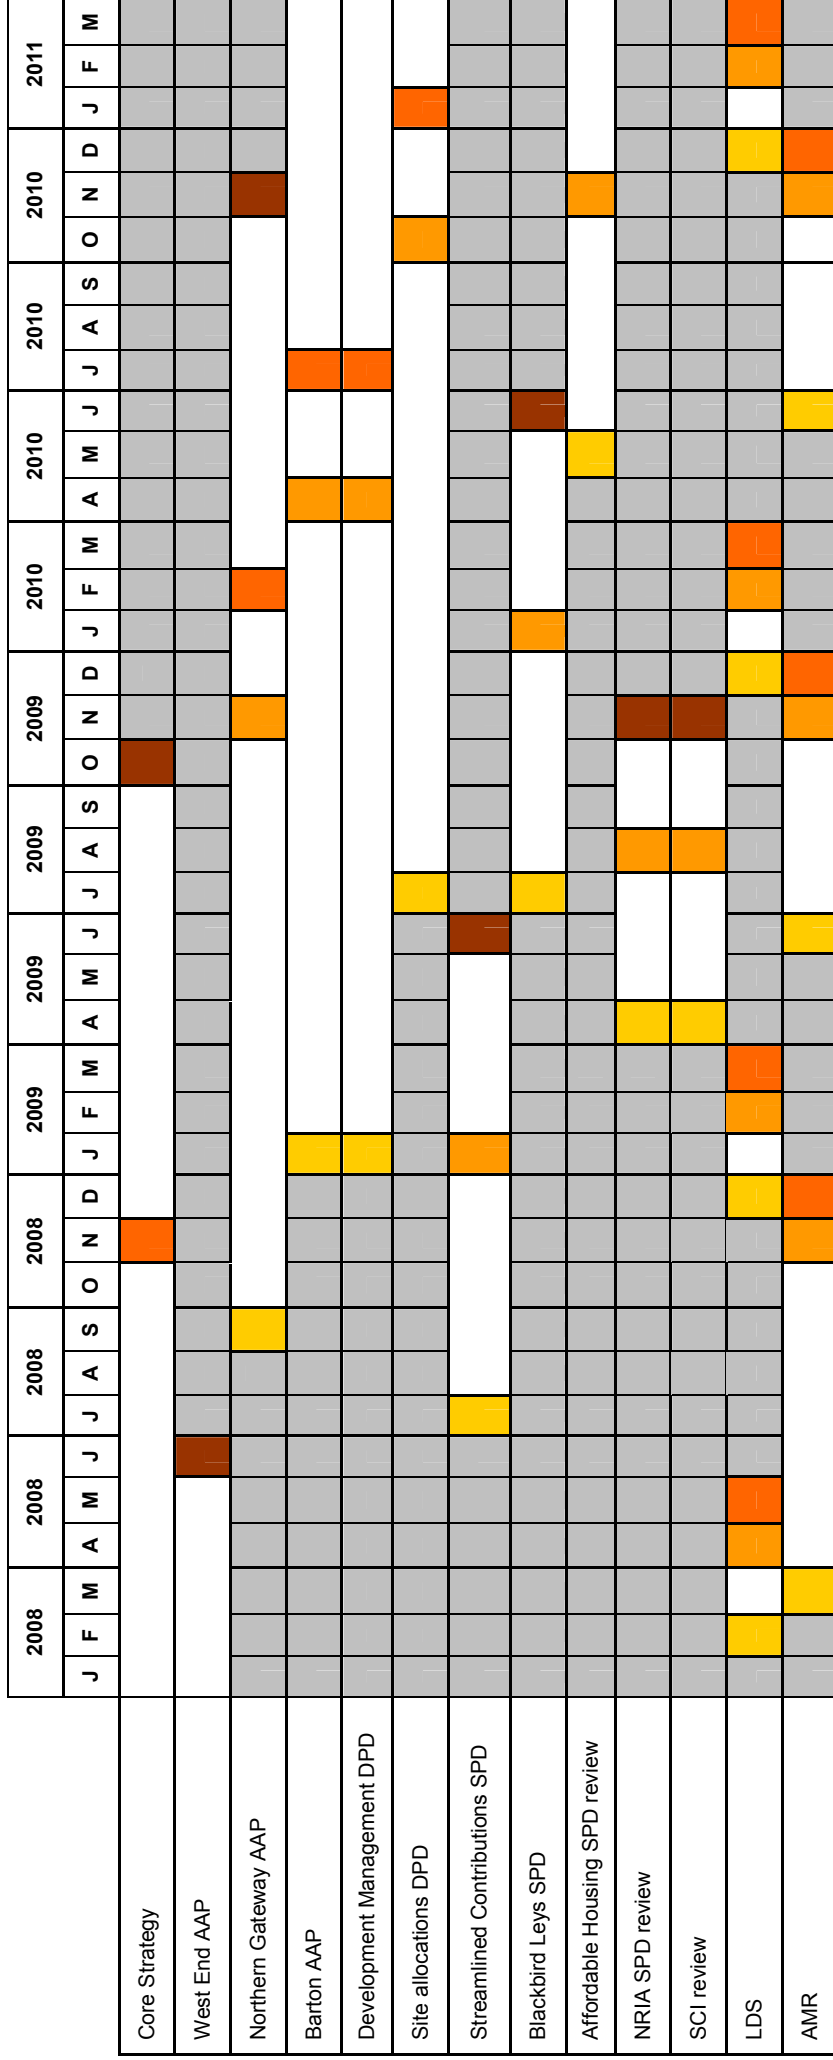 2008 2008 2008 2008 2009 2009 2009 2009 2010 2010 2010 2010 2011
J F M A M J J A S O N D J F M A M J J A S O N D J F M A M J J A S O N D J F M
Core Strategy
West End AAP
Northern Gateway AAP
Barton AAP
Development Management DPD
Site allocations DPD
Streamlined Contributions SPD
Blackbird Leys SPD
Affordable Housing SPD review
NRIA SPD review
SCI review
LDS
AMR